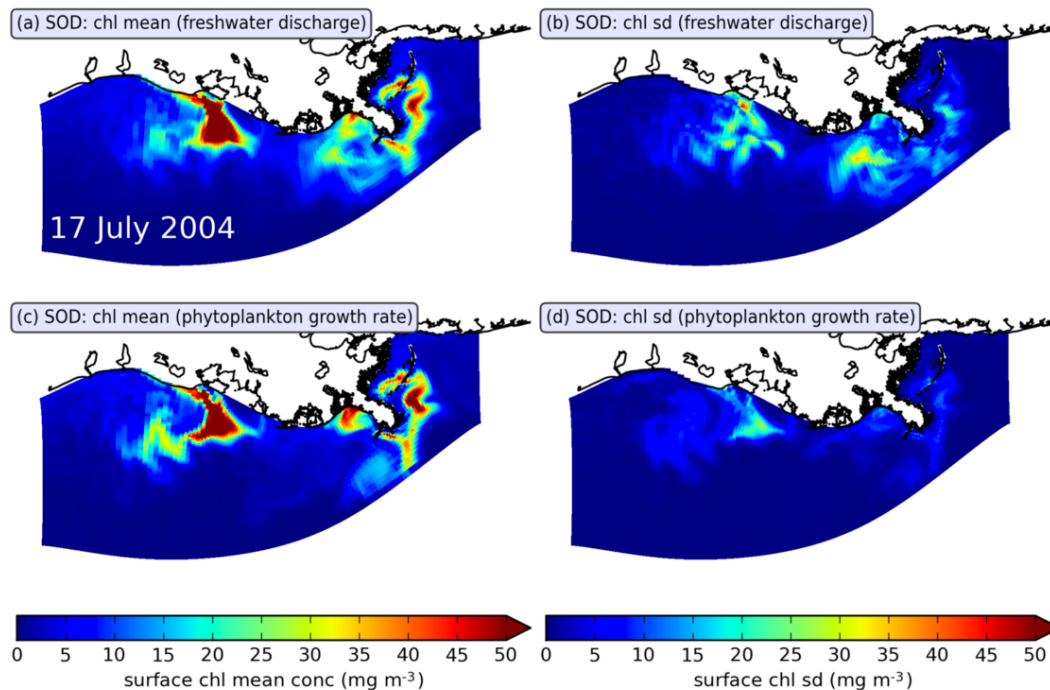 (a) SOD: chl mean (freshwater discharge)
(b) SOD: chl sd (freshwater discharge)
17 July 2004
(c) SOD: chl mean (phytoplankton growth rate)
(d) SOD: chl sd (phytoplankton growth rate)
0 5 10 15 20 25 30 35 40 45 50
surface chl mean conc (mg m⁻³)
0 5 10 15 20 25 30 35 40 45 50
surface chl sd (mg m⁻³)